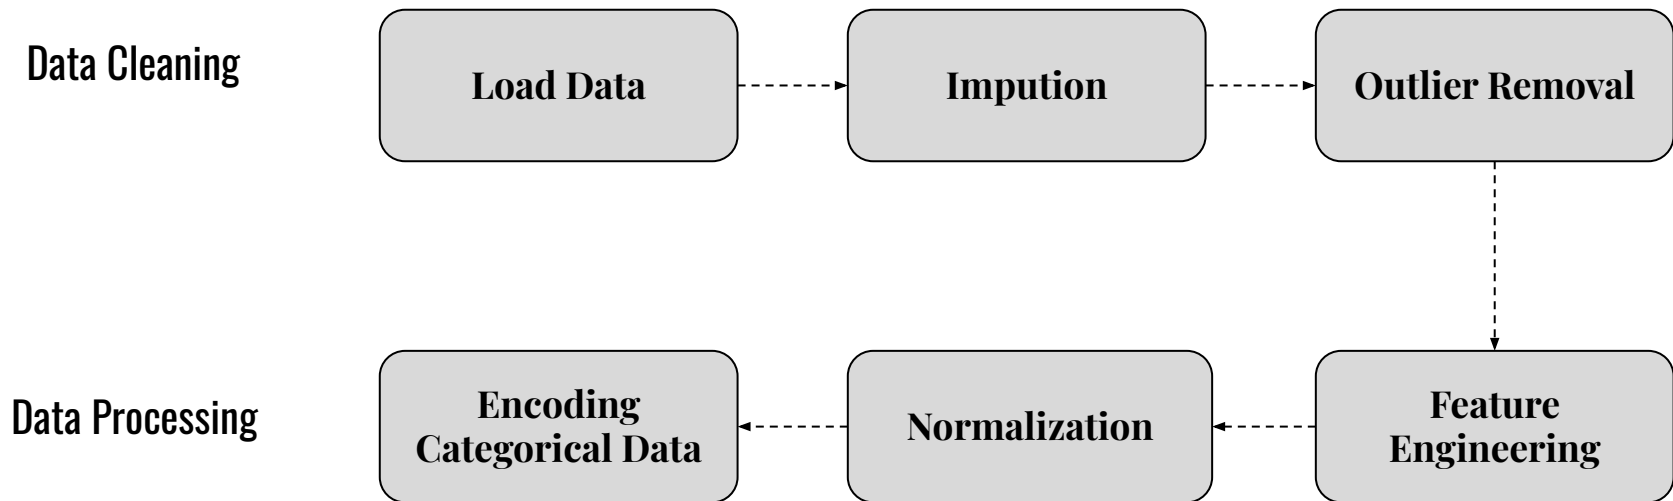 Data Cleaning
Load Data
Impution
Outlier Removal
Data Processing
Encoding
Categorical Data
Normalization
Feature
Engineering